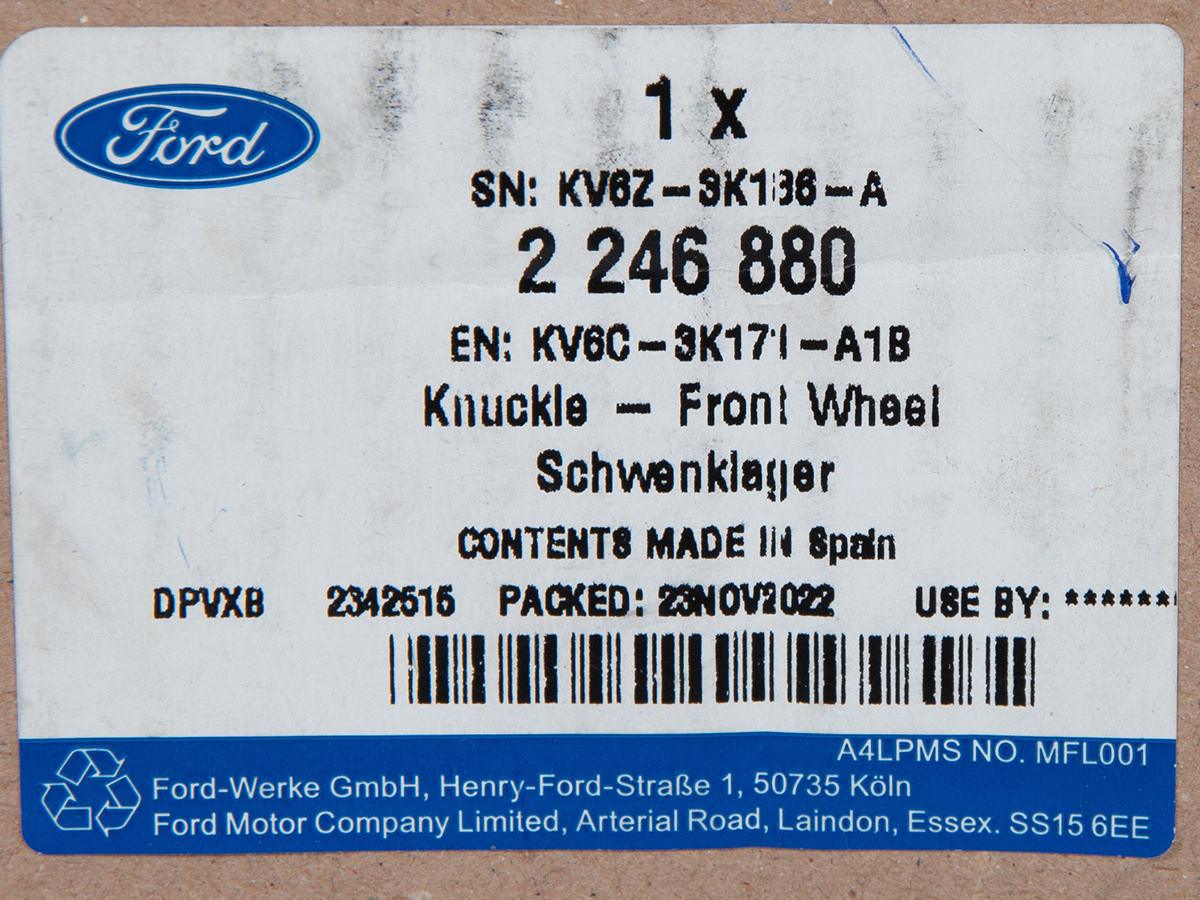 Ford
1 x
SN: KV6Z-3K186-A
2 246 880
EN: KV6C-3K171-A1B
Knuckle - Front Wheel
Schwenklager
CONTENTS MADE IN Spain
DPVXB 2342515 PACKED: 23NOV2022 USE BY: *******
A4LPMS NO. MFL001
Ford-Werke GmbH, Henry-Ford-Straße 1, 50735 Köln
Ford Motor Company Limited, Arterial Road, Laindon, Essex. SS15 6EE